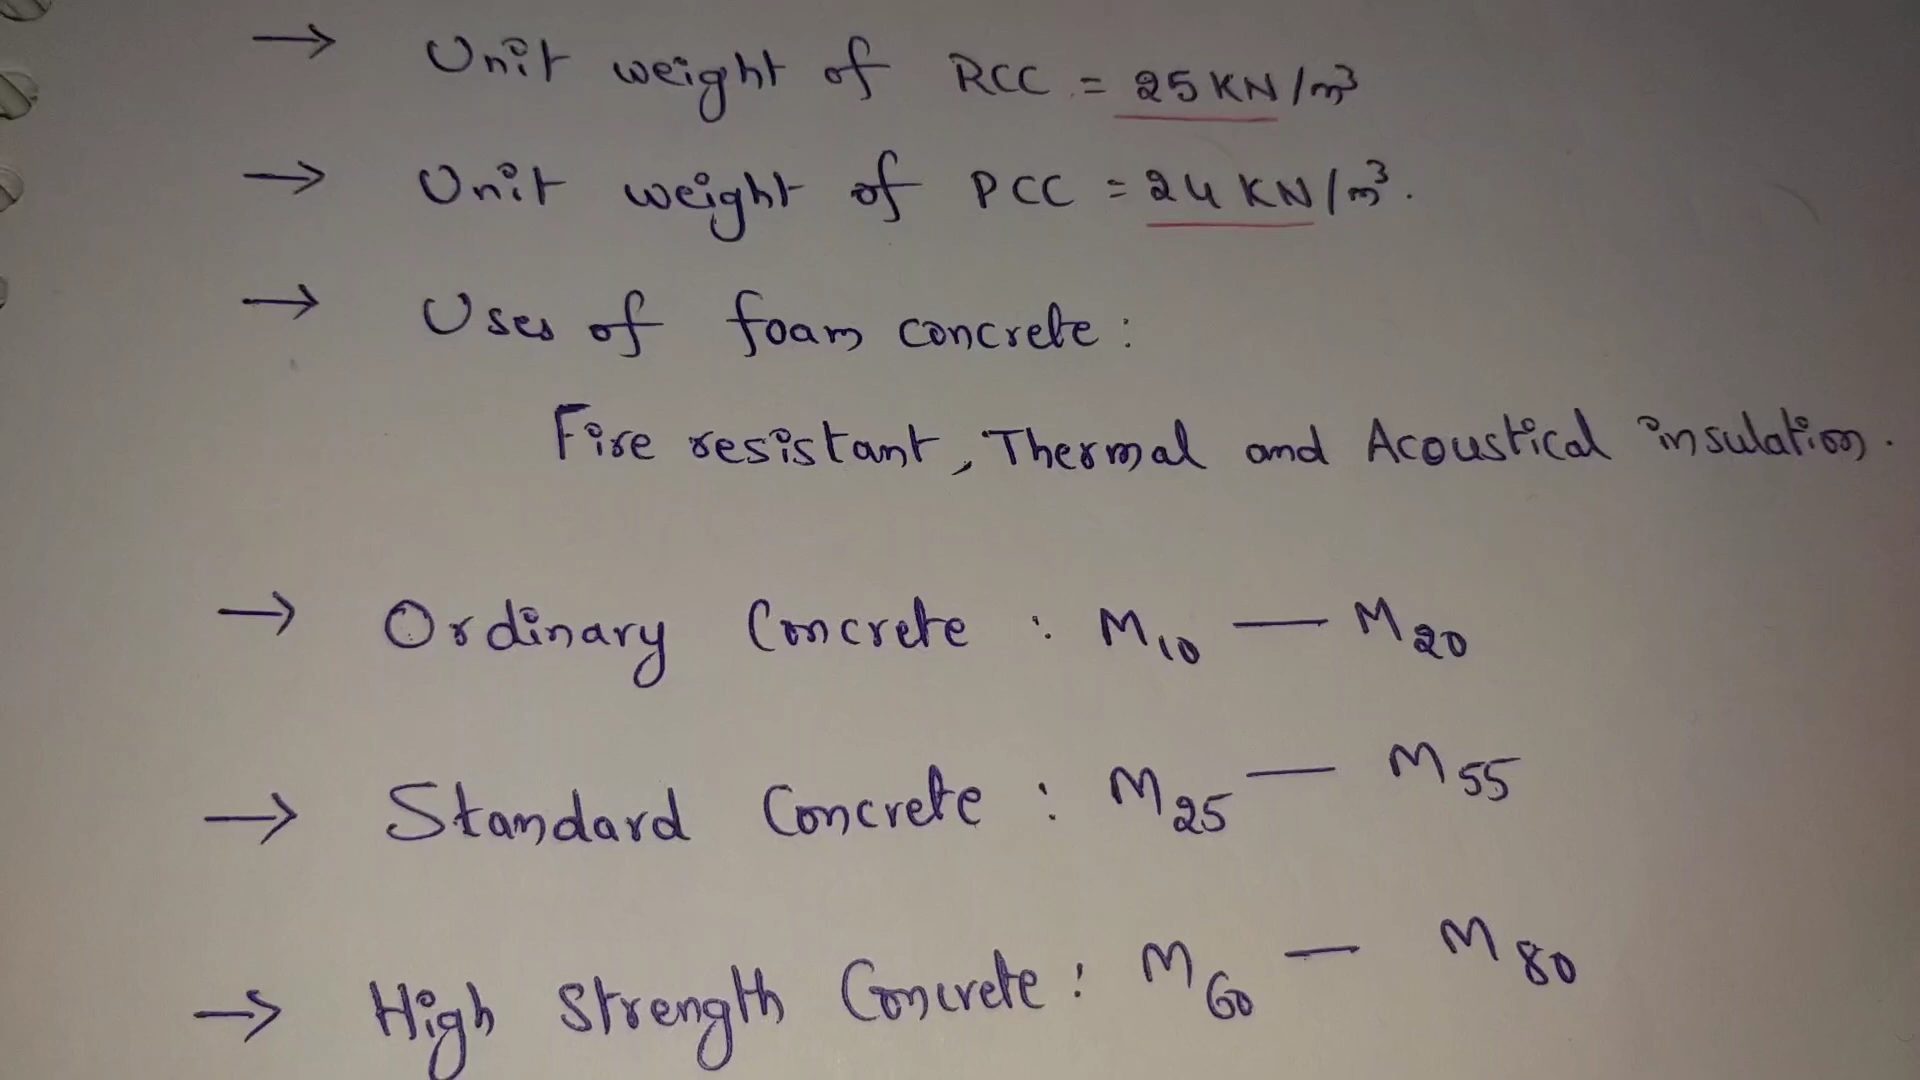 → Unit weight of RCC = 25 KN/m³
→ Unit weight of PCC = 24 KN/m³.
→ Uses of foam concrete:
Fire resistant, Thermal and Acoustical insulation.
→ Ordinary Concrete : M10 — M20
→ Standard Concrete : M25 — M55
→ High Strength Concrete : M60 — M80